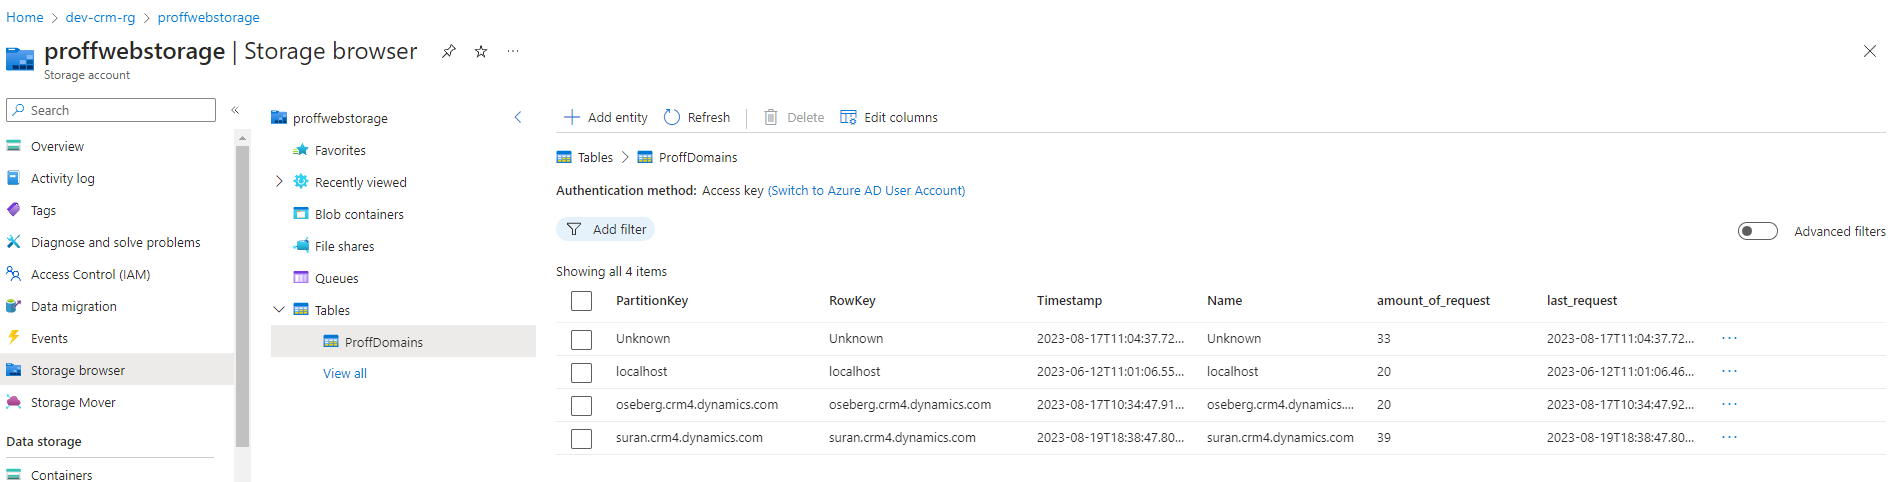 Home > dev-crm-rg > proffwebstorage
proffwebstorage | Storage browser
Storage account
Search
Overview
Activity log
Tags
Diagnose and solve problems
Access Control (IAM)
Data migration
Events
Storage browser
Storage Mover
Data storage
Containers
proffwebstorage
Favorites
Recently viewed
Blob containers
File shares
Queues
Tables
ProffDomains
View all
Add entity Refresh Delete Edit columns
Tables > ProffDomains
Authentication method: Access key (Switch to Azure AD User Account)
Add filter
Advanced filters
Showing all 4 items
PartitionKey RowKey Timestamp Name amount_of_request last_request
Unknown Unknown 2023-08-17T11:04:37.72... Unknown 33 2023-08-17T11:04:37.72...
localhost localhost 2023-06-12T11:01:06.55... localhost 20 2023-06-12T11:01:06.46...
oseberg.crm4.dynamics.com oseberg.crm4.dynamics.com 2023-08-17T10:34:47.91... oseberg.crm4.dynamics.... 20 2023-08-17T10:34:47.92...
suran.crm4.dynamics.com suran.crm4.dynamics.com 2023-08-19T18:38:47.80... suran.crm4.dynamics.com 39 2023-08-19T18:38:47.80...